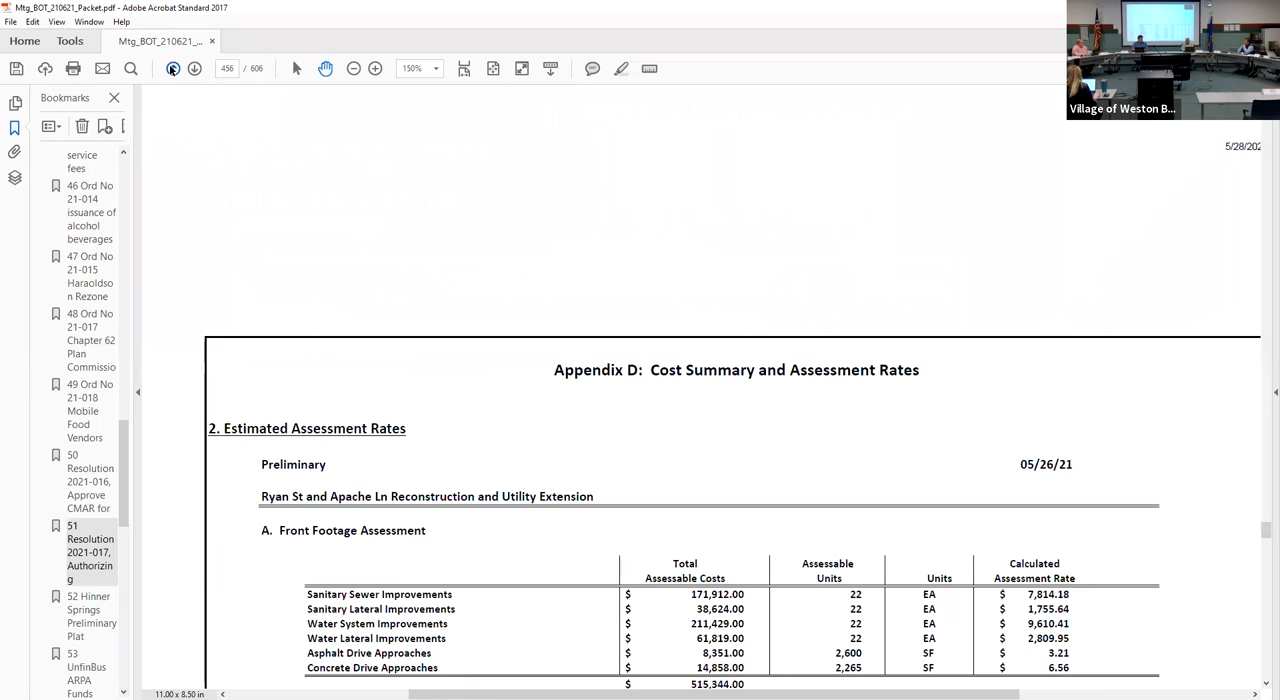 Mtg_BOT_210621_Packet.pdf - Adobe Acrobat Standard 2017
File Edit View Window Help
Home Tools Mtg_BOT_210621_... ×
456 / 606 150%
Village of Weston B...
Bookmarks
service
fees
46 Ord No
21-014
issuance of
alcohol
beverages
47 Ord No
21-015
Haraoldso
n Rezone
48 Ord No
21-017
Chapter 62
Plan
Commissio
49 Ord No
21-018
Mobile
Food
Vendors
50
Resolution
2021-016,
Approve
CMAR for
51
Resolution
2021-017,
Authorizin
g
52 Hinner
Springs
Preliminary
Plat
53
UnfinBus
ARPA
Funds
5/28/202
Appendix D: Cost Summary and Assessment Rates
2. Estimated Assessment Rates
Preliminary 05/26/21
Ryan St and Apache Ln Reconstruction and Utility Extension
A. Front Footage Assessment
Total Assessable Calculated
Assessable Costs Units Units Assessment Rate
Sanitary Sewer Improvements $ 171,912.00 22 EA $ 7,814.18
Sanitary Lateral Improvements $ 38,624.00 22 EA $ 1,755.64
Water System Improvements $ 211,429.00 22 EA $ 9,610.41
Water Lateral Improvements $ 61,819.00 22 EA $ 2,809.95
Asphalt Drive Approaches $ 8,351.00 2,600 SF $ 3.21
Concrete Drive Approaches $ 14,858.00 2,265 SF $ 6.56
$ 515,344.00
11.00 x 8.50 in